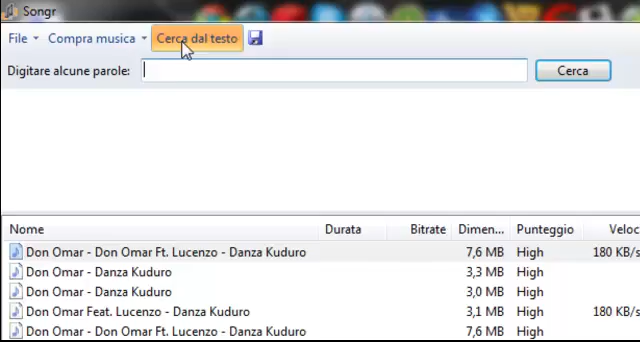 Songr
File Compra musica Cerca dal testo
Digitare alcune parole: Cerca
Nome Durata Bitrate Dimen... Punteggio Veloc
Don Omar - Don Omar Ft. Lucenzo - Danza Kuduro 7,6 MB High 180 KB/s
Don Omar - Danza Kuduro 3,3 MB High
Don Omar - Danza Kuduro 3,0 MB High
Don Omar Feat. Lucenzo - Danza Kuduro 3,1 MB High 180 KB/s
Don Omar - Don Omar Ft. Lucenzo - Danza Kuduro 7,6 MB High